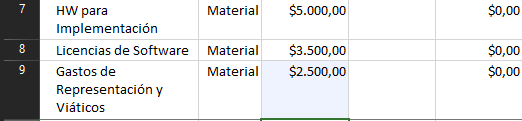 7 HW para Material $5.000,00 $0,00
Implementación
8 Licencias de Software Material $3.500,00 $0,00
9 Gastos de Material $2.500,00 $0,00
Representación y
Viáticos